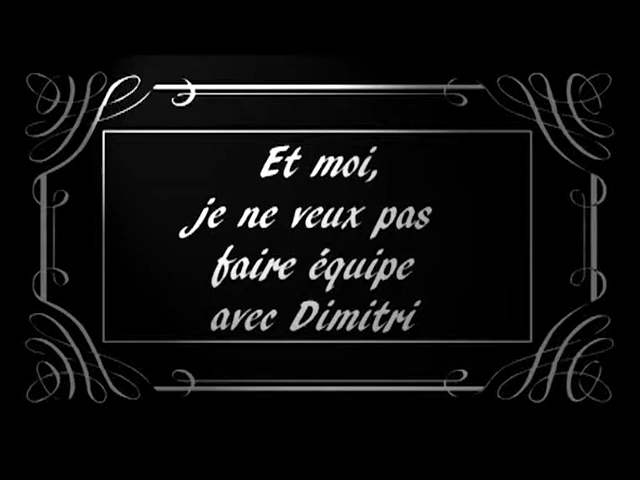 Et moi,
je ne veux pas
faire équipe
avec Dimitri